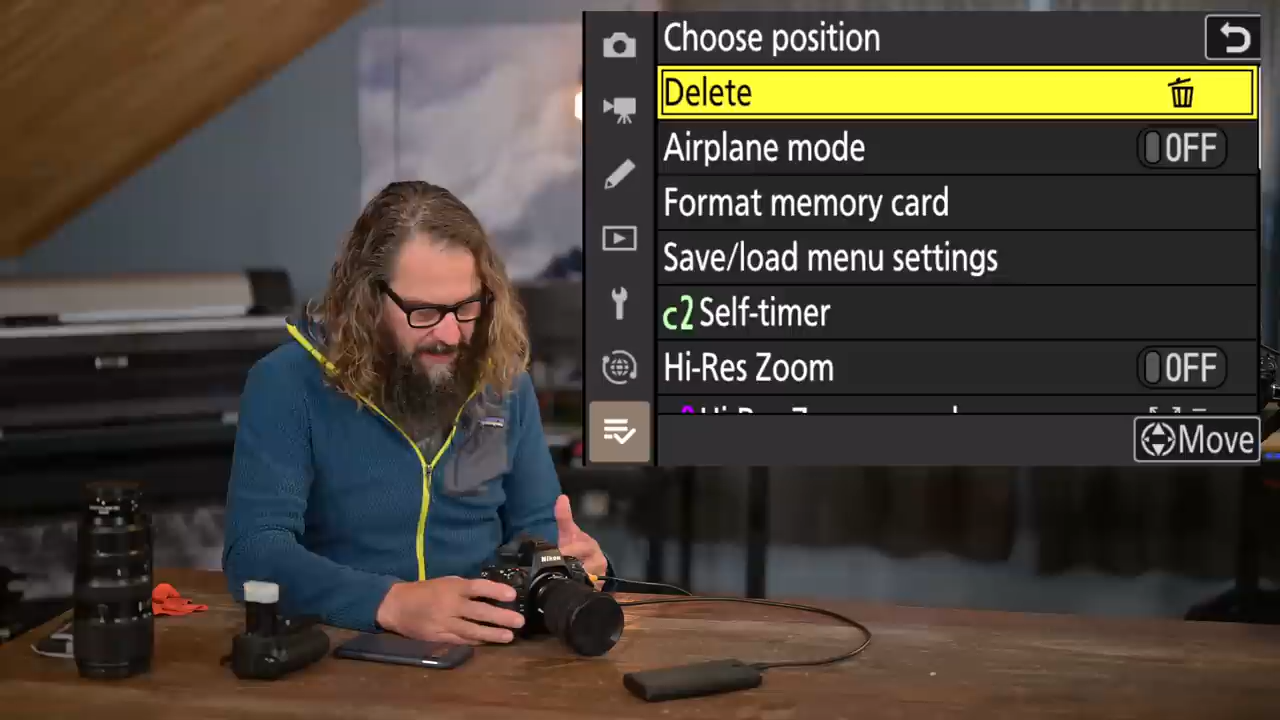 Choose position
Delete
Airplane mode OFF
Format memory card
Save/load menu settings
c2 Self-timer
Hi-Res Zoom OFF
Move
Nikon